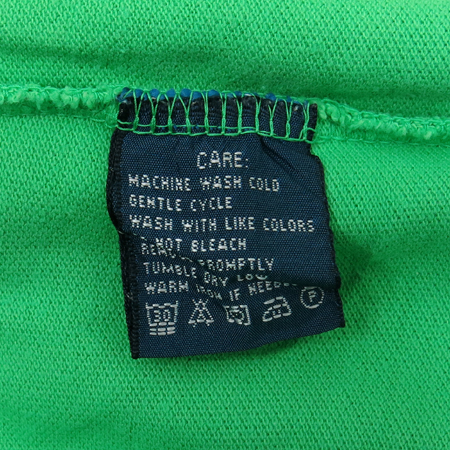 CARE:
MACHINE WASH COLD
GENTLE CYCLE
WASH WITH LIKE COLORS
NOT BLEACH
PROMPTLY
TUMBLE DRY LOW
WARM IRON IF NEEDED
30 P